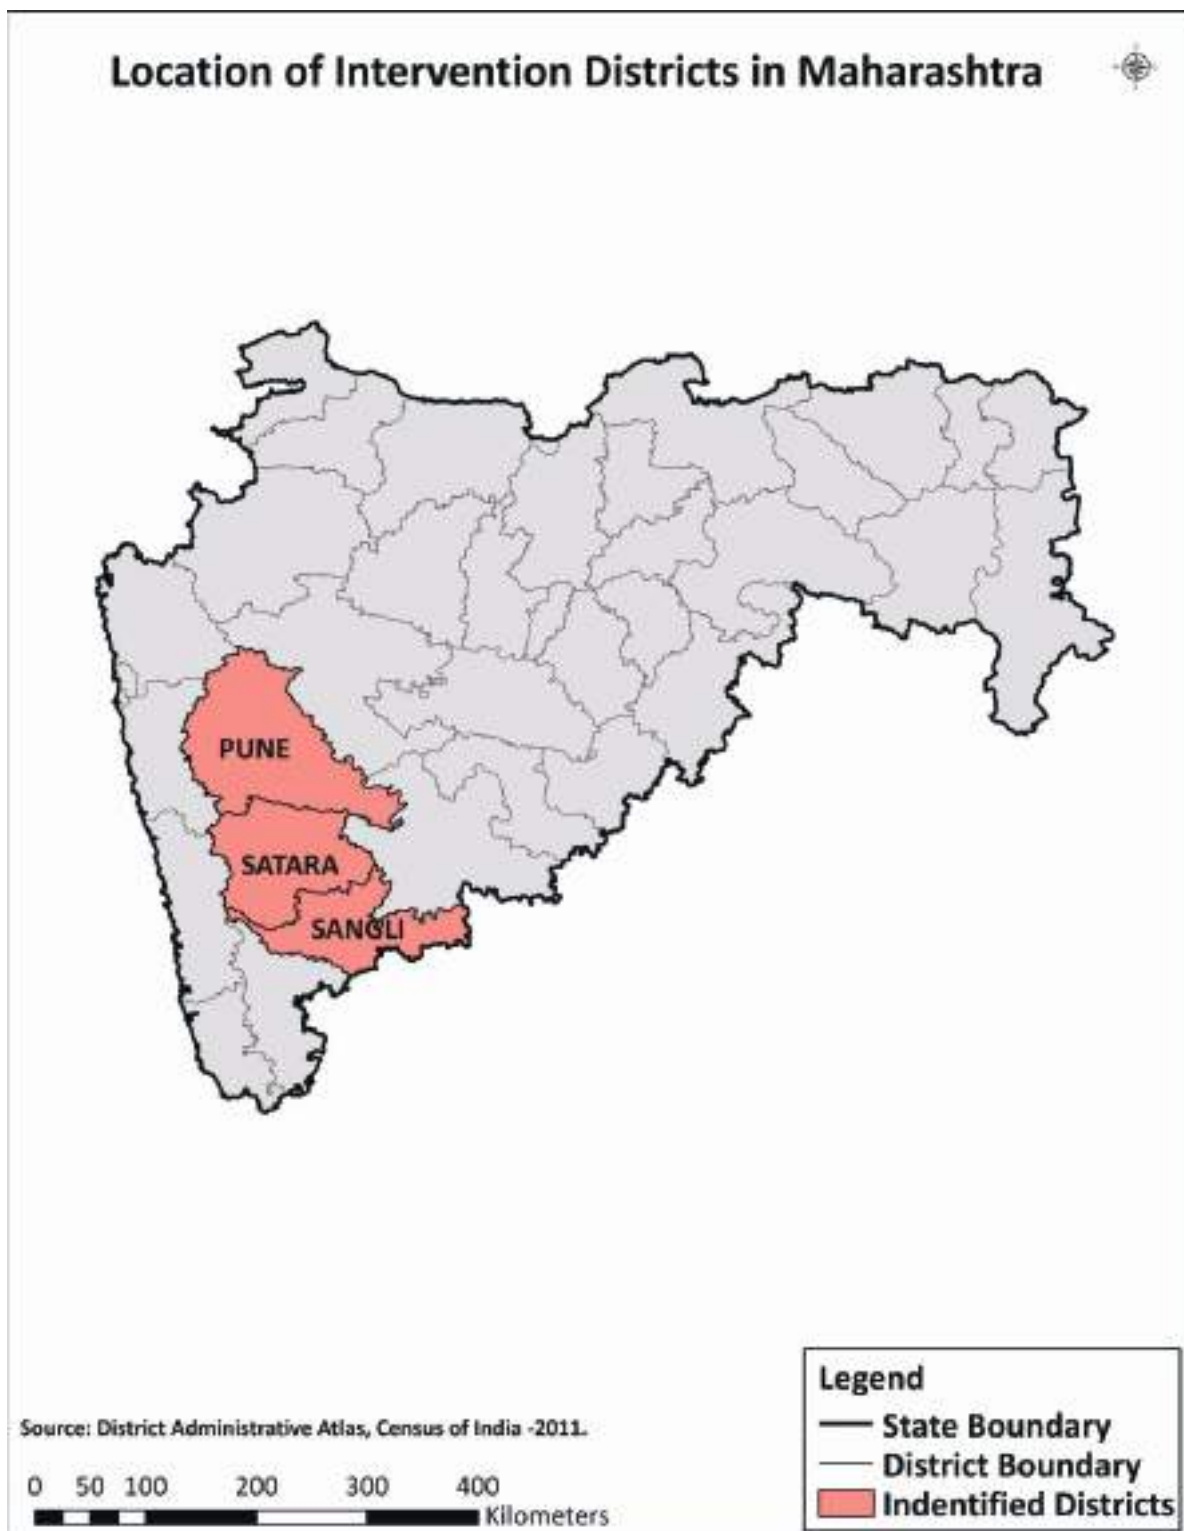 Location of Intervention Districts in Maharashtra
PUNE
SATARA
SANGLI
Legend
State Boundary
District Boundary
Indentified Districts
Source: District Administrative Atlas, Census of India -2011.
0 50 100 200 300 400
Kilometers